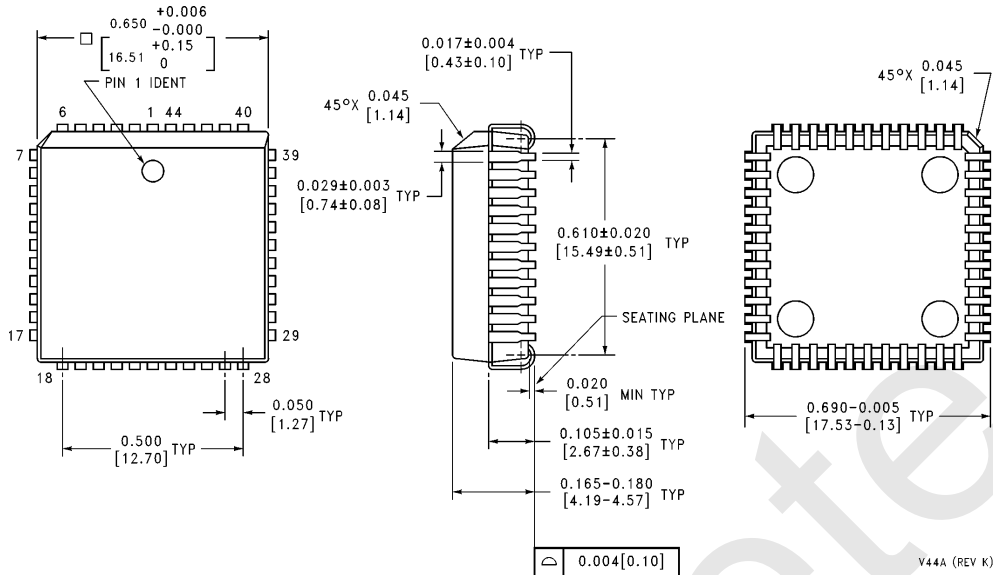 0.650 +0.006 -0.000
[16.51 +0.15 0]
PIN 1 IDENT
6 1 44 40
7 39
17 29
18 28
0.050 TYP
[1.27]
0.500 TYP
[12.70]
0.017±0.004 TYP
[0.43±0.10]
45°X 0.045
[1.14]
0.029±0.003 TYP
[0.74±0.08]
0.610±0.020 TYP
[15.49±0.51]
SEATING PLANE
0.020 MIN TYP
[0.51]
0.105±0.015 TYP
[2.67±0.38]
0.165-0.180 TYP
[4.19-4.57]
0.004[0.10]
45°X 0.045
[1.14]
0.690-0.005 TYP
[17.53-0.13]
V44A (REV K)